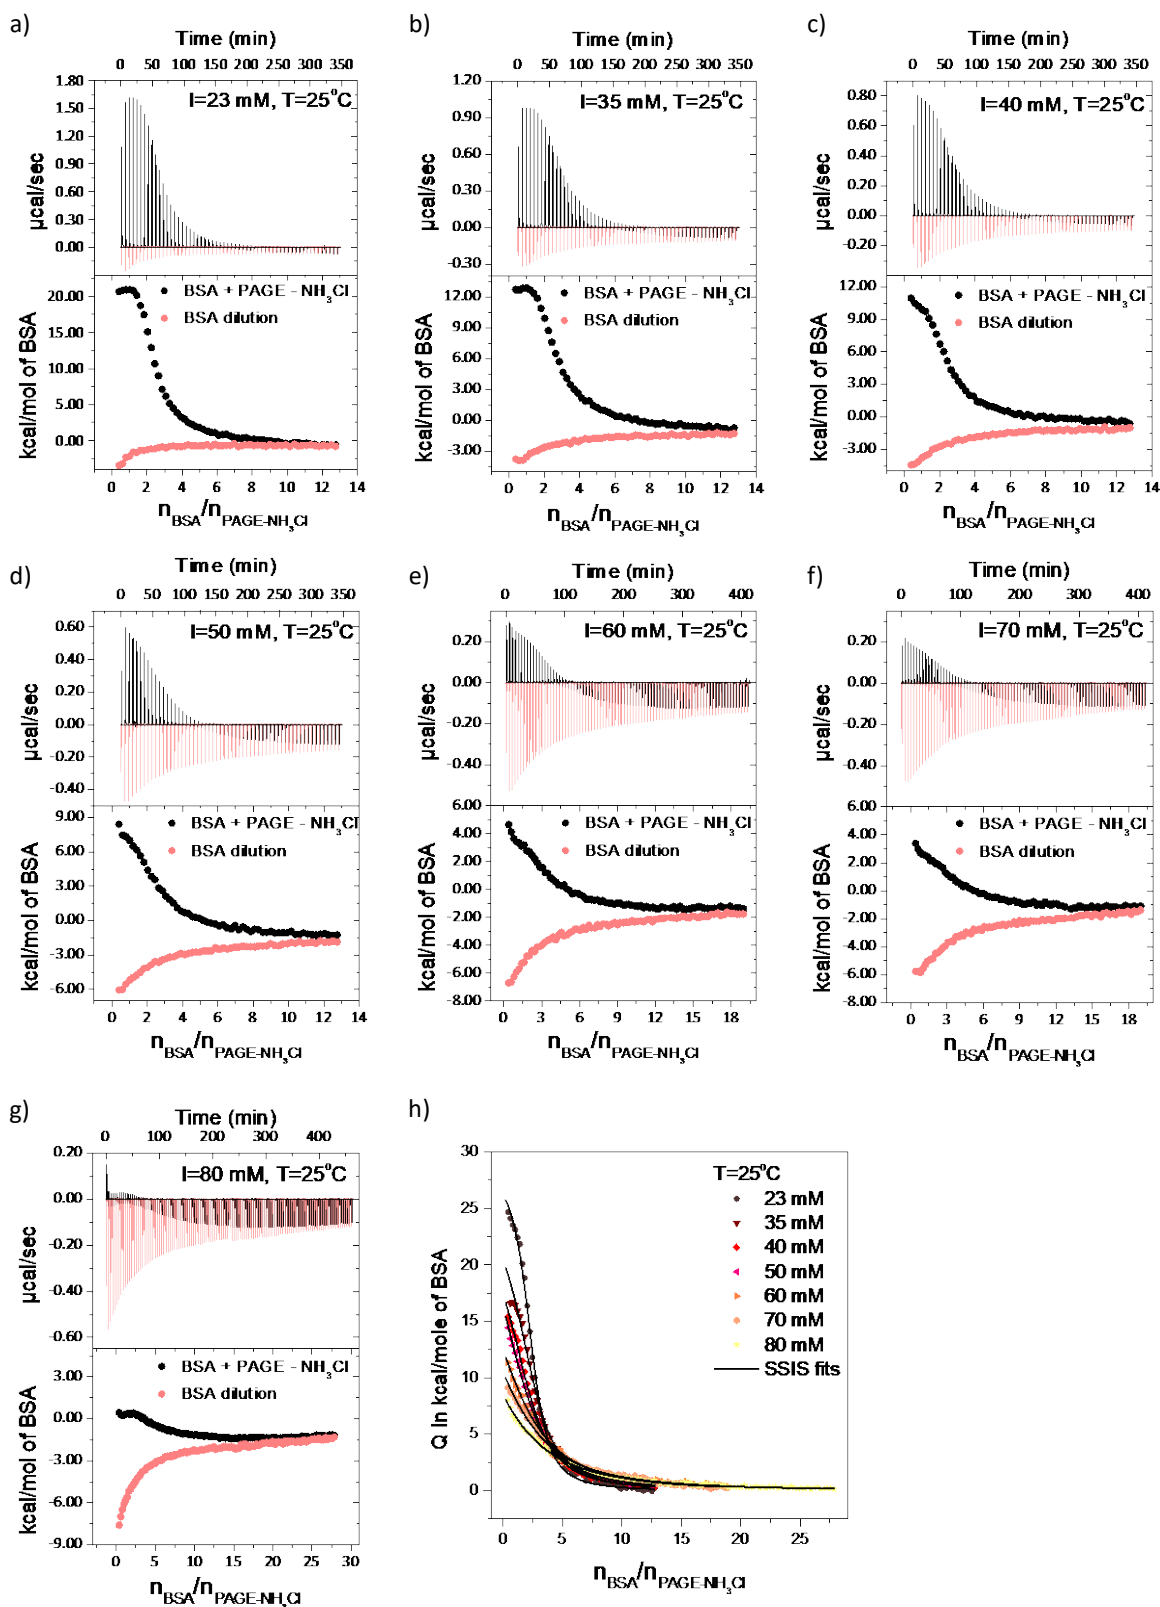 a)
Time (min)
0 50 100 150 200 250 300 350
1.80
1.50
1.20
0.90
0.60
0.30
0.00
µcal/sec
I=23 mM, T=25°C
20.00
15.00
10.00
5.00
0.00
kcal/mol of BSA
BSA + PAGE - NH₃Cl
BSA dilution
-2 0 2 4 6 8 10 12 14
n_BSA/n_PAGE-NH₃Cl
b)
Time (min)
0 50 100 150 200 250 300 350
1.20
0.90
0.60
0.30
0.00
-0.30
µcal/sec
I=35 mM, T=25°C
12.00
9.00
6.00
3.00
0.00
-3.00
kcal/mol of BSA
BSA + PAGE - NH₃Cl
BSA dilution
-2 0 2 4 6 8 10 12 14
n_BSA/n_PAGE-NH₃Cl
c)
Time (min)
0 50 100 150 200 250 300 350
0.80
0.60
0.40
0.20
0.00
-0.20
µcal/sec
I=40 mM, T=25°C
12.00
9.00
6.00
3.00
0.00
-3.00
kcal/mol of BSA
BSA + PAGE - NH₃Cl
BSA dilution
-2 0 2 4 6 8 10 12 14
n_BSA/n_PAGE-NH₃Cl
d)
Time (min)
0 50 100 150 200 250 300 350
0.60
0.40
0.20
0.00
-0.20
-0.40
µcal/sec
I=50 mM, T=25°C
9.00
6.00
3.00
0.00
-3.00
-6.00
kcal/mol of BSA
BSA + PAGE - NH₃Cl
BSA dilution
-2 0 2 4 6 8 10 12 14
n_BSA/n_PAGE-NH₃Cl
e)
Time (min)
0 100 200 300 400
0.20
0.00
-0.20
-0.40
µcal/sec
I=60 mM, T=25°C
6.00
4.00
2.00
0.00
-2.00
-4.00
-6.00
-8.00
kcal/mol of BSA
BSA + PAGE - NH₃Cl
BSA dilution
0 3 6 9 12 15 18
n_BSA/n_PAGE-NH₃Cl
f)
Time (min)
0 100 200 300 400
0.20
0.00
-0.20
-0.40
µcal/sec
I=70 mM, T=25°C
6.00
4.00
2.00
0.00
-2.00
-4.00
-6.00
-8.00
kcal/mol of BSA
BSA + PAGE - NH₃Cl
BSA dilution
0 3 6 9 12 15 18
n_BSA/n_PAGE-NH₃Cl
g)
Time (min)
0 100 200 300 400
0.20
0.00
-0.20
-0.40
-0.60
µcal/sec
I=80 mM, T=25°C
3.00
0.00
-3.00
-6.00
-9.00
kcal/mol of BSA
BSA + PAGE - NH₃Cl
BSA dilution
0 5 10 15 20 25 30
n_BSA/n_PAGE-NH₃Cl
h)
30
25
20
15
10
5
0
Q in kcal/mole of BSA
T=25°C
23 mM
35 mM
40 mM
50 mM
60 mM
70 mM
80 mM
SSIS fits
0 5 10 15 20 25
n_BSA/n_PAGE-NH₃Cl